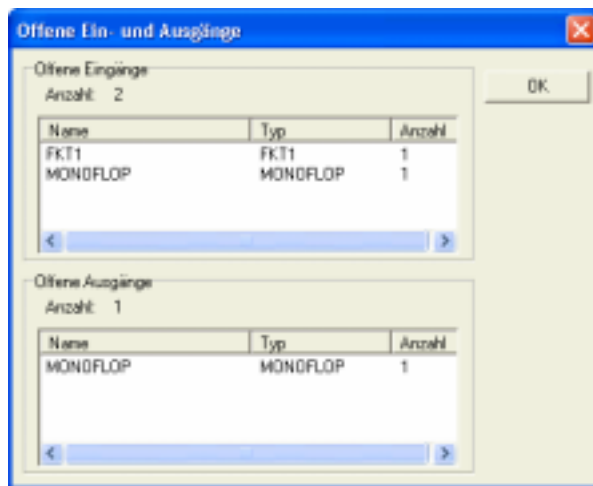 Offene Ein- und Ausgänge
Offene Eingänge
OK
Anzahl: 2
Name Typ Anzahl
FKT1 FKT1 1
MONOFLOP MONOFLOP 1
Offene Ausgänge
Anzahl: 1
Name Typ Anzahl
MONOFLOP MONOFLOP 1